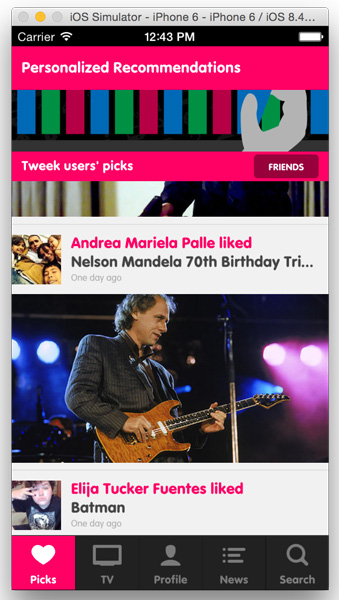 iOS Simulator - iPhone 6 - iPhone 6 / iOS 8.4...
Carrier 12:43 PM
Personalized Recommendations
Tweek users' picks FRIENDS
Andrea Mariela Palle liked
Nelson Mandela 70th Birthday Tri...
One day ago
Elija Tucker Fuentes liked
Batman
One day ago
Picks TV Profile News Search